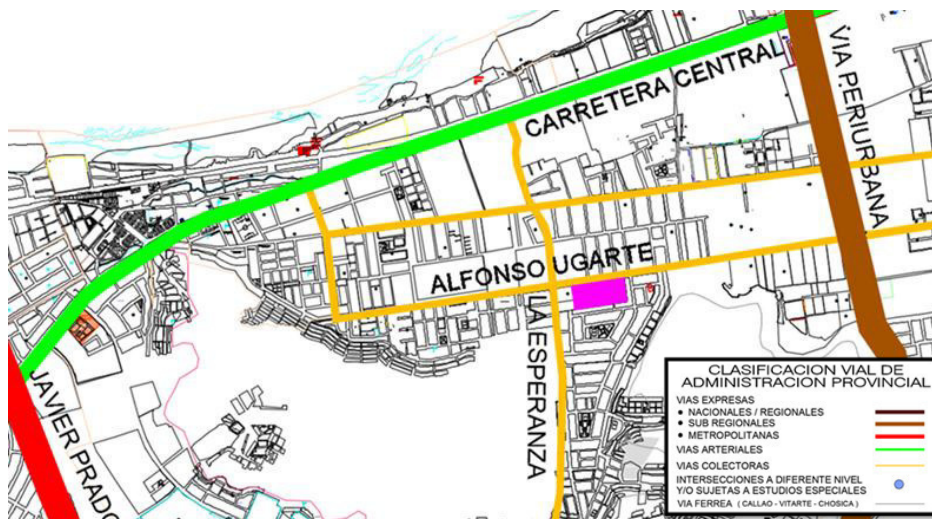 CARRETERA CENTRAL
VIA PERIURBANA
ALFONSO UGARTE
LA ESPERANZA
JAVIER PRADO
CLASIFICACION VIAL DE
ADMINISTRACION PROVINCIAL
VIAS EXPRESAS
• NACIONALES / REGIONALES
• SUB REGIONALES
• METROPOLITANAS
VIAS ARTERIALES
VIAS COLECTORAS
INTERSECCIONES A DIFERENTE NIVEL
Y/O SUJETAS A ESTUDIOS ESPECIALES
VIA FERREA ( CALLAO - VITARTE - CHOSICA )